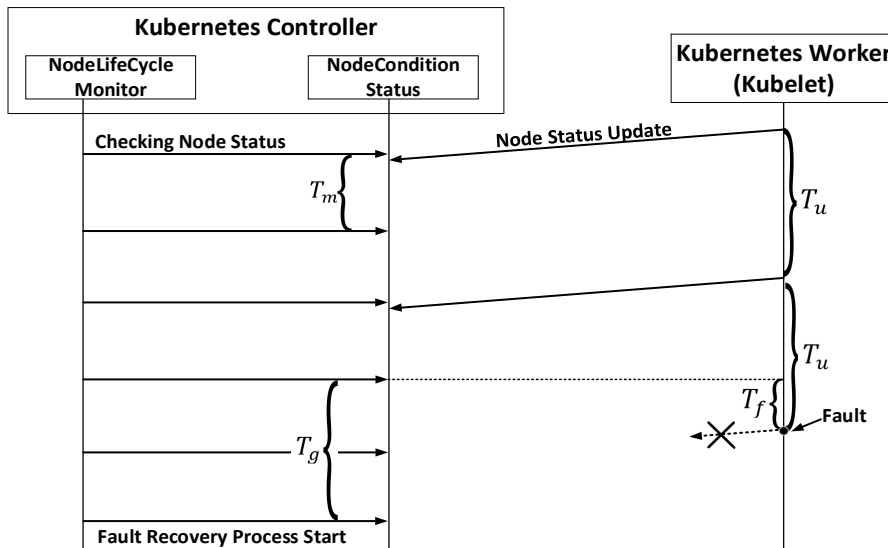 Kubernetes Controller
NodeLifeCycle
Monitor
NodeCondition
Status
Kubernetes Worker
(Kubelet)
Checking Node Status
Node Status Update
T_m
T_u
T_u
T_f
Fault
T_g
Fault Recovery Process Start